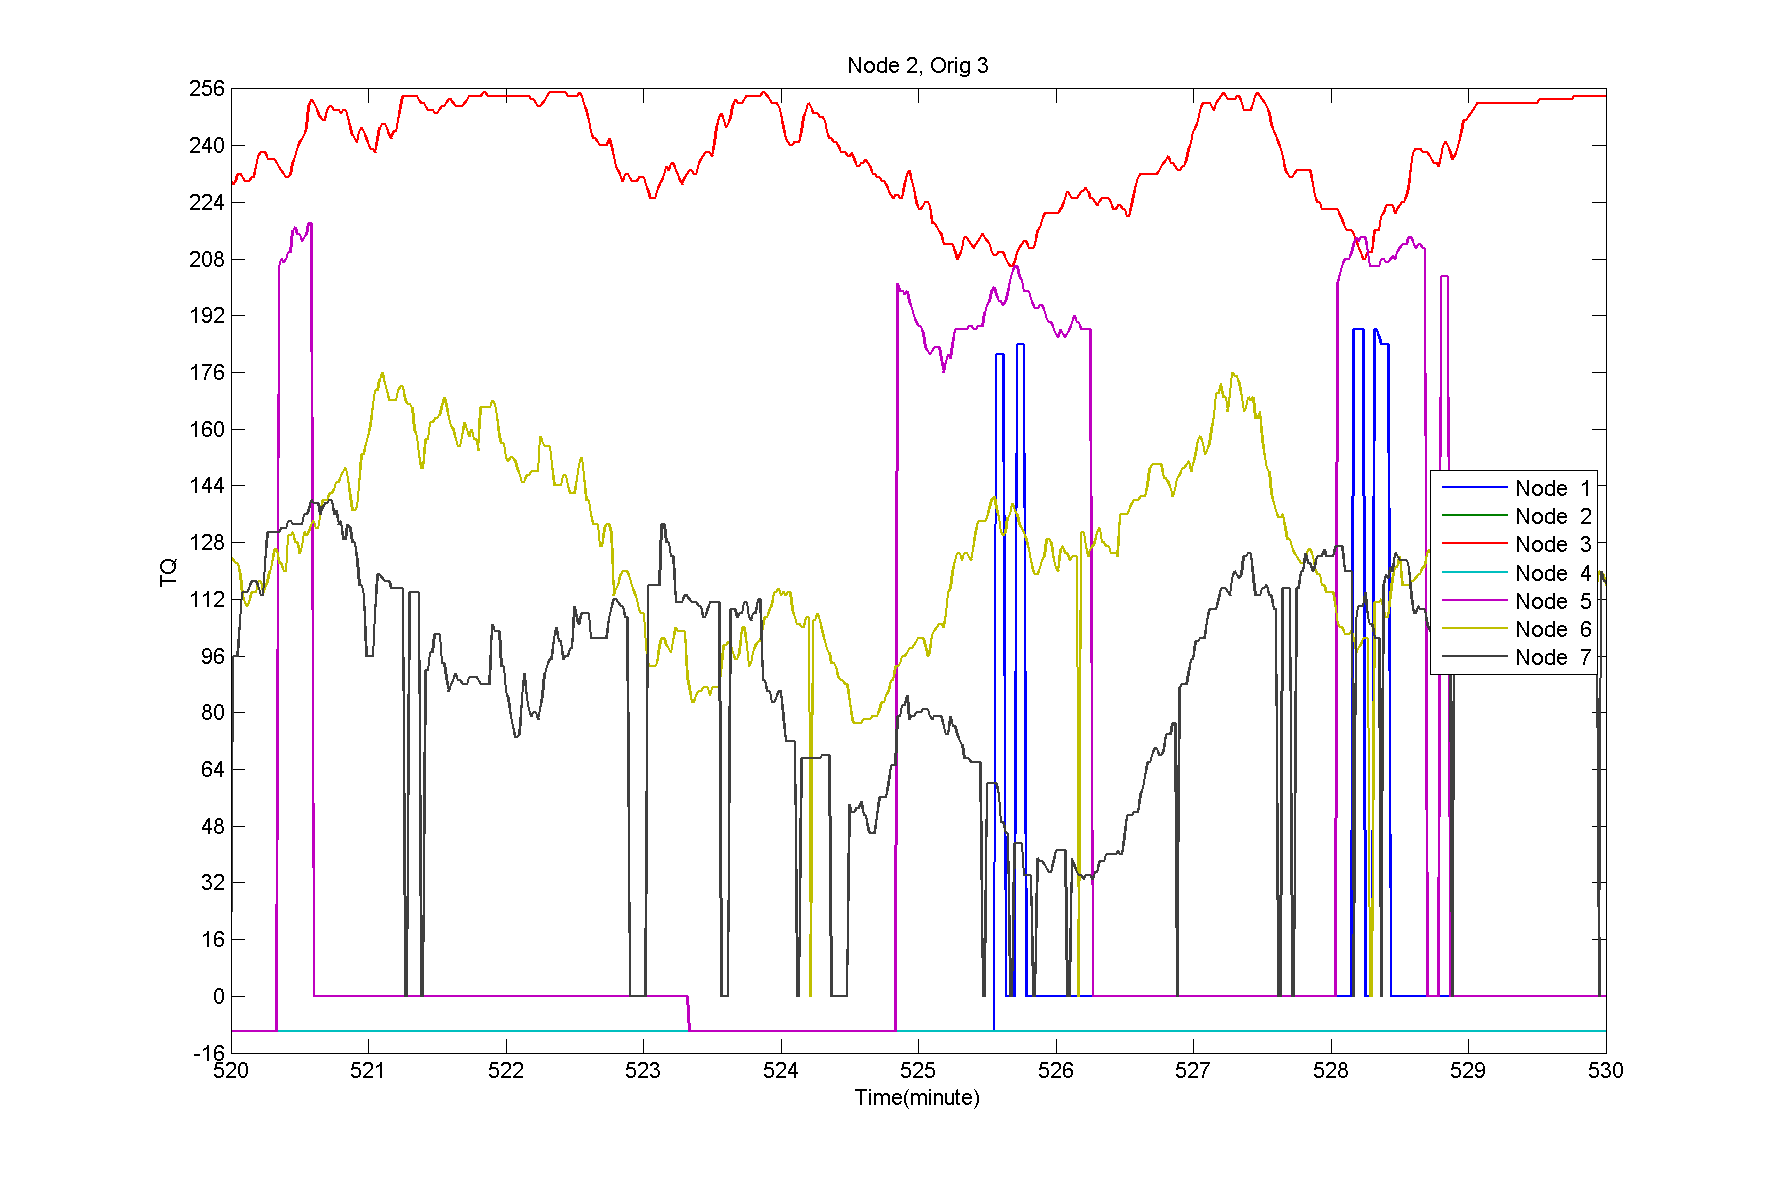 Node 2, Orig 3
256
240
224
208
192
176
160
144
128
112
96
80
64
48
32
16
0
-16
TQ
520 521 522 523 524 525 526 527 528 529 530
Time(minute)
Node 1
Node 2
Node 3
Node 4
Node 5
Node 6
Node 7